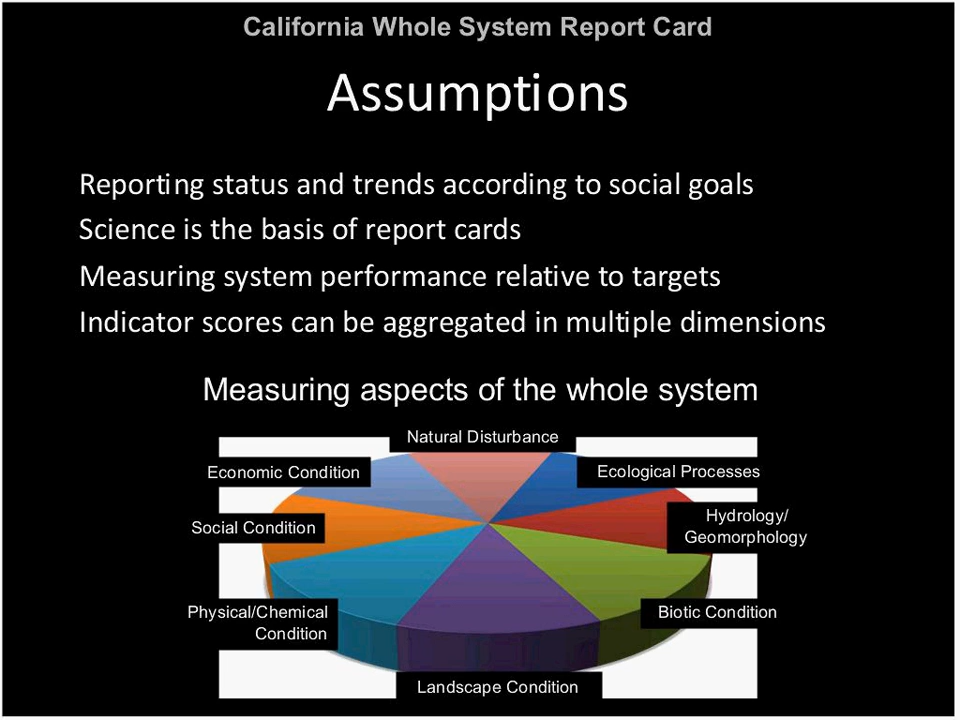 California Whole System Report Card
Assumptions
Reporting status and trends according to social goals
Science is the basis of report cards
Measuring system performance relative to targets
Indicator scores can be aggregated in multiple dimensions
Measuring aspects of the whole system
Natural Disturbance
Economic Condition
Ecological Processes
Social Condition
Hydrology/
Geomorphology
Physical/Chemical
Condition
Biotic Condition
Landscape Condition